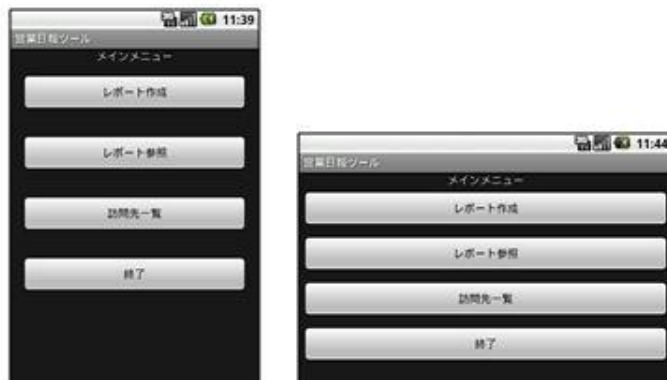 11:39
営業日報ツール
メインメニュー
レポート作成
レポート参照
訪問先一覧
終了
11:44
営業日報ツール
メインメニュー
レポート作成
レポート参照
訪問先一覧
終了